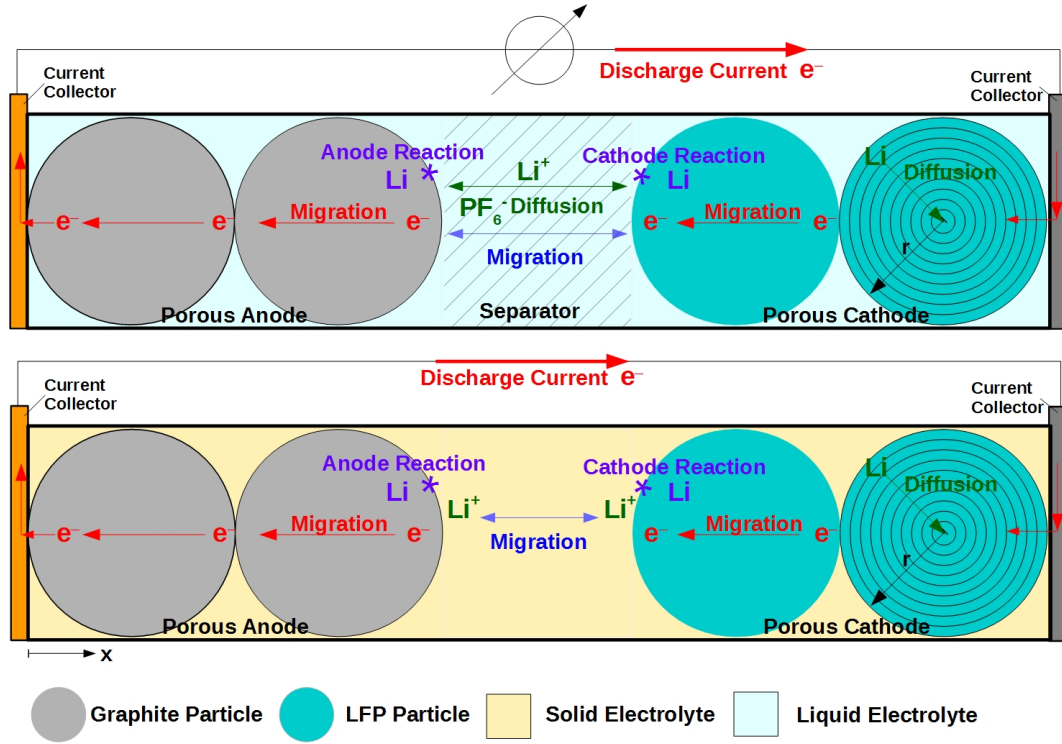 Current
Collector
Discharge Current e⁻
Current
Collector
Anode Reaction
Li
Li⁺
PF₆⁻ Diffusion
Migration
Cathode Reaction
Li
Li
Diffusion
e⁻
e⁻
Migration
e⁻
e⁻
Migration
e⁻
r
Porous Anode
Separator
Porous Cathode
Discharge Current e⁻
Current
Collector
Current
Collector
Anode Reaction
Li
Li⁺
Migration
Li⁺
Cathode Reaction
Li
Li
Diffusion
e⁻
e⁻
Migration
e⁻
e⁻
Migration
e⁻
r
Porous Anode
Porous Cathode
x
Graphite Particle
LFP Particle
Solid Electrolyte
Liquid Electrolyte